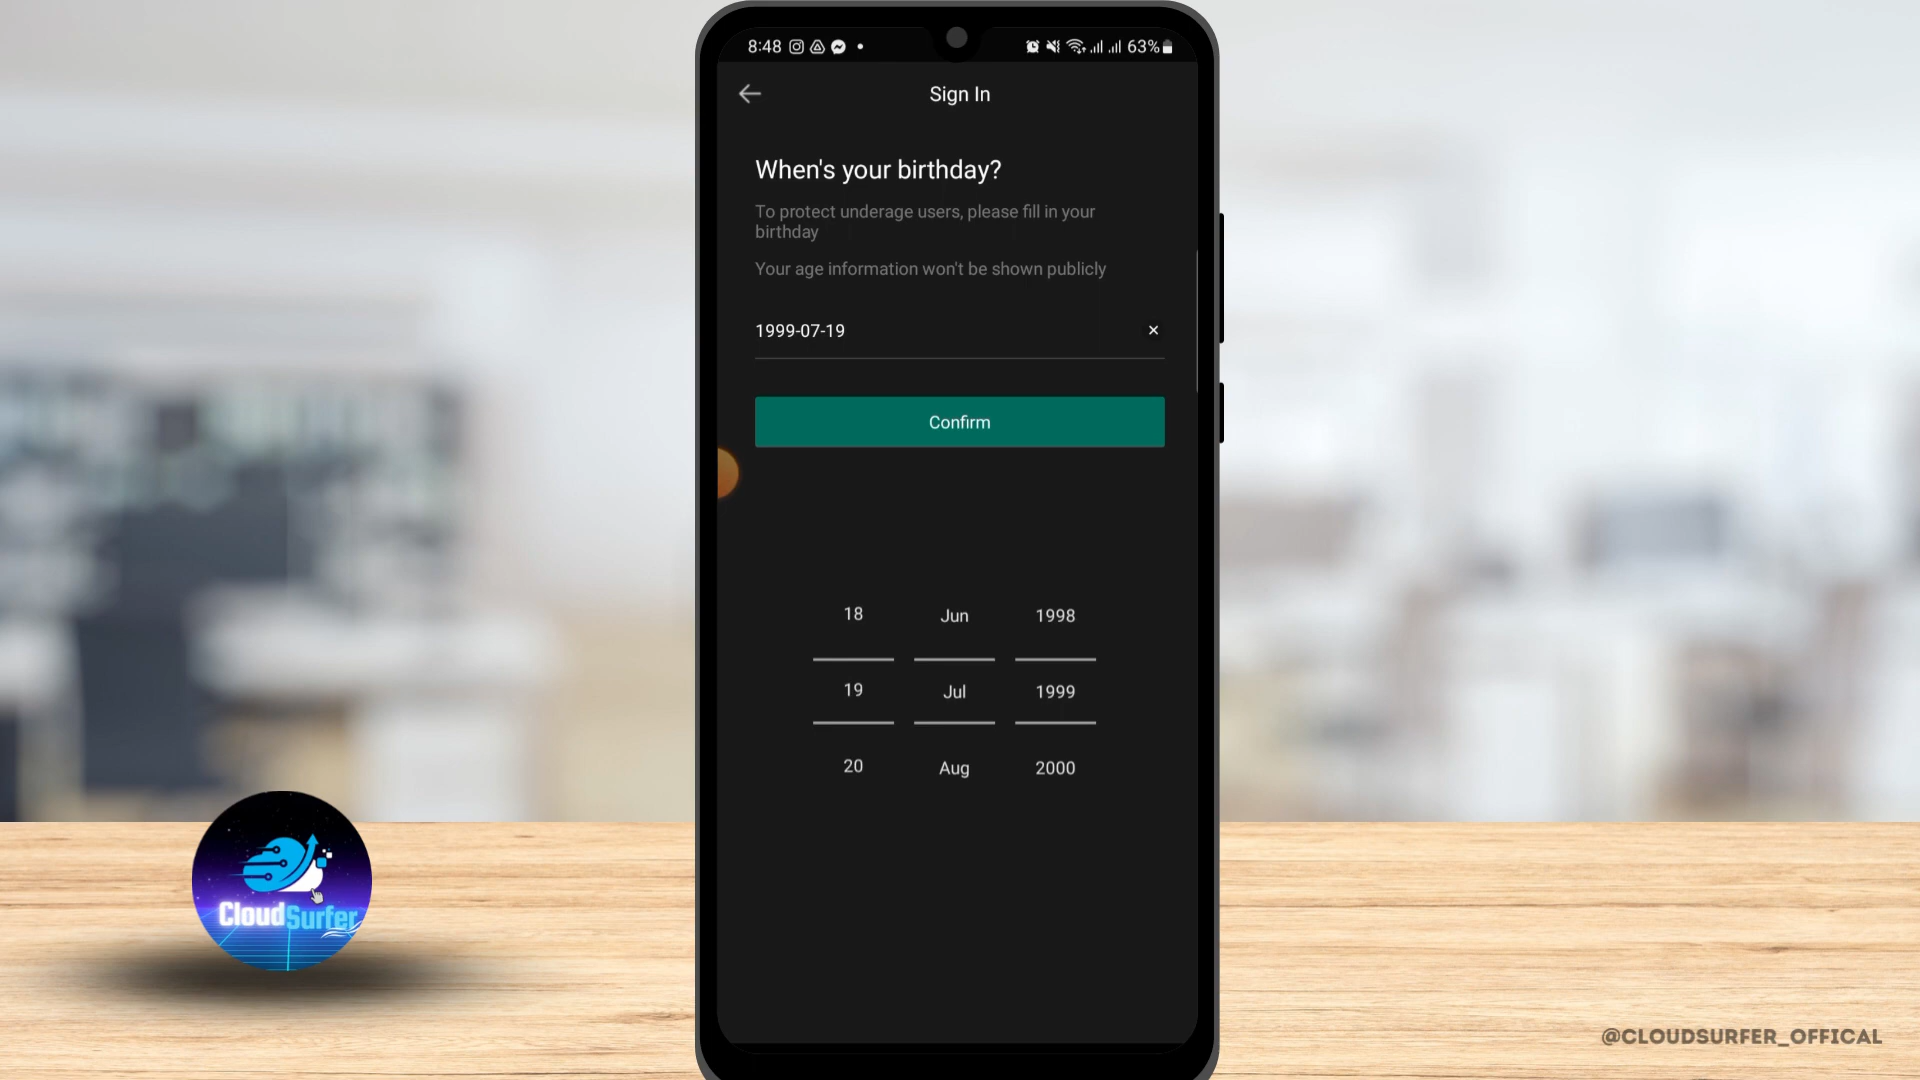 8:48
63%
Sign In
When's your birthday?
To protect underage users, please fill in your
birthday
Your age information won't be shown publicly
1999-07-19
Confirm
18 Jun 1998
19 Jul 1999
20 Aug 2000
CloudSurfer
@CLOUDSURFER_OFFICAL